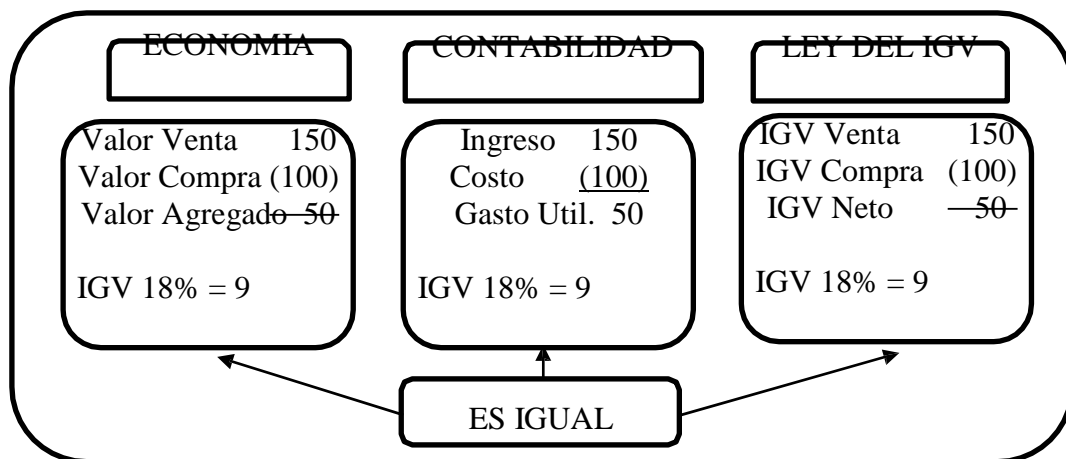 ECONOMIA
Valor Venta 150
Valor Compra (100)
Valor Agregado 50
IGV 18% = 9
CONTABILIDAD
Ingreso 150
Costo (100)
Gasto Util. 50
IGV 18% = 9
LEY DEL IGV
IGV Venta 150
IGV Compra (100)
IGV Neto 50
IGV 18% = 9
ES IGUAL